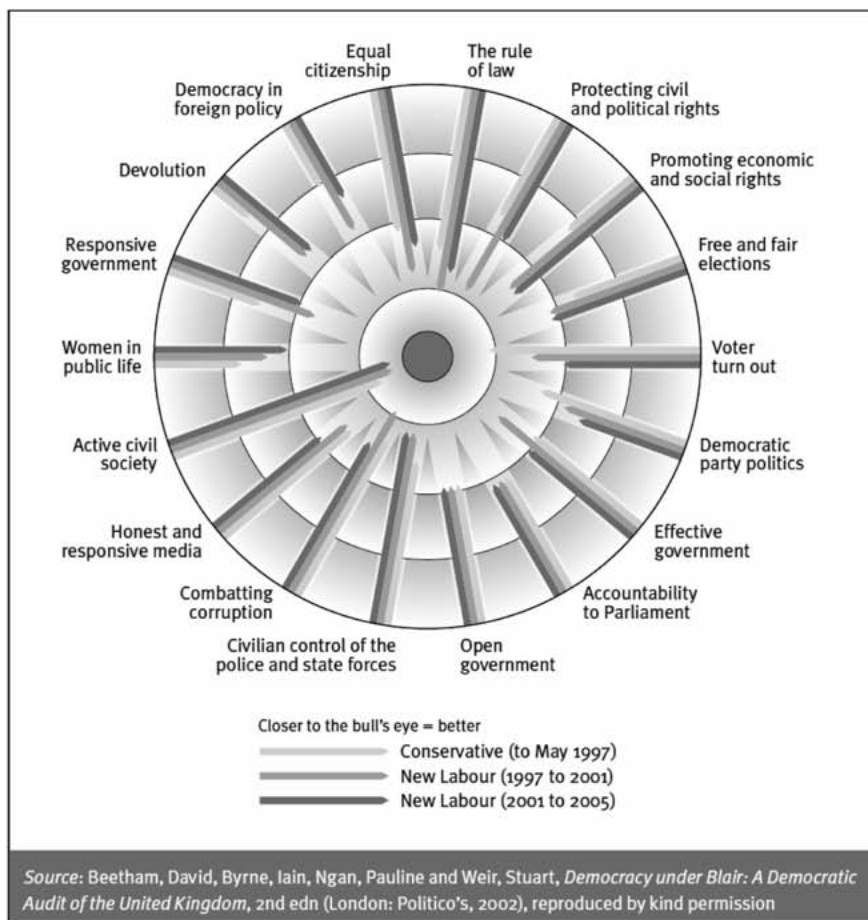 Equal
citizenship
The rule
of law
Democracy in
foreign policy
Protecting civil
and political rights
Devolution
Promoting economic
and social rights
Responsive
government
Free and fair
elections
Women in
public life
Voter
turn out
Active civil
society
Democratic
party politics
Honest and
responsive media
Effective
government
Combatting
corruption
Accountability
to Parliament
Civilian control of the
police and state forces
Open
government
Closer to the bull's eye = better
Conservative (to May 1997)
New Labour (1997 to 2001)
New Labour (2001 to 2005)
Source: Beetham, David, Byrne, Iain, Ngan, Pauline and Weir, Stuart, Democracy under Blair: A Democratic
Audit of the United Kingdom, 2nd edn (London: Politico's, 2002), reproduced by kind permission